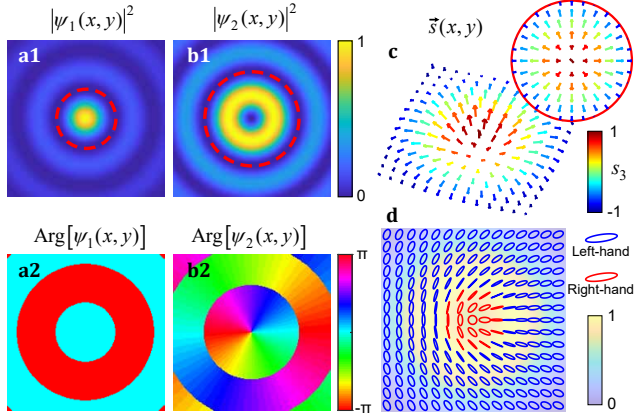 |ψ₁(x, y)|²
|ψ₂(x, y)|²
s⃗(x, y)
a1
b1
1
0
c
1
s₃
-1
Arg[ψ₁(x, y)]
Arg[ψ₂(x, y)]
a2
b2
π
-π
d
Left-hand
Right-hand
1
0